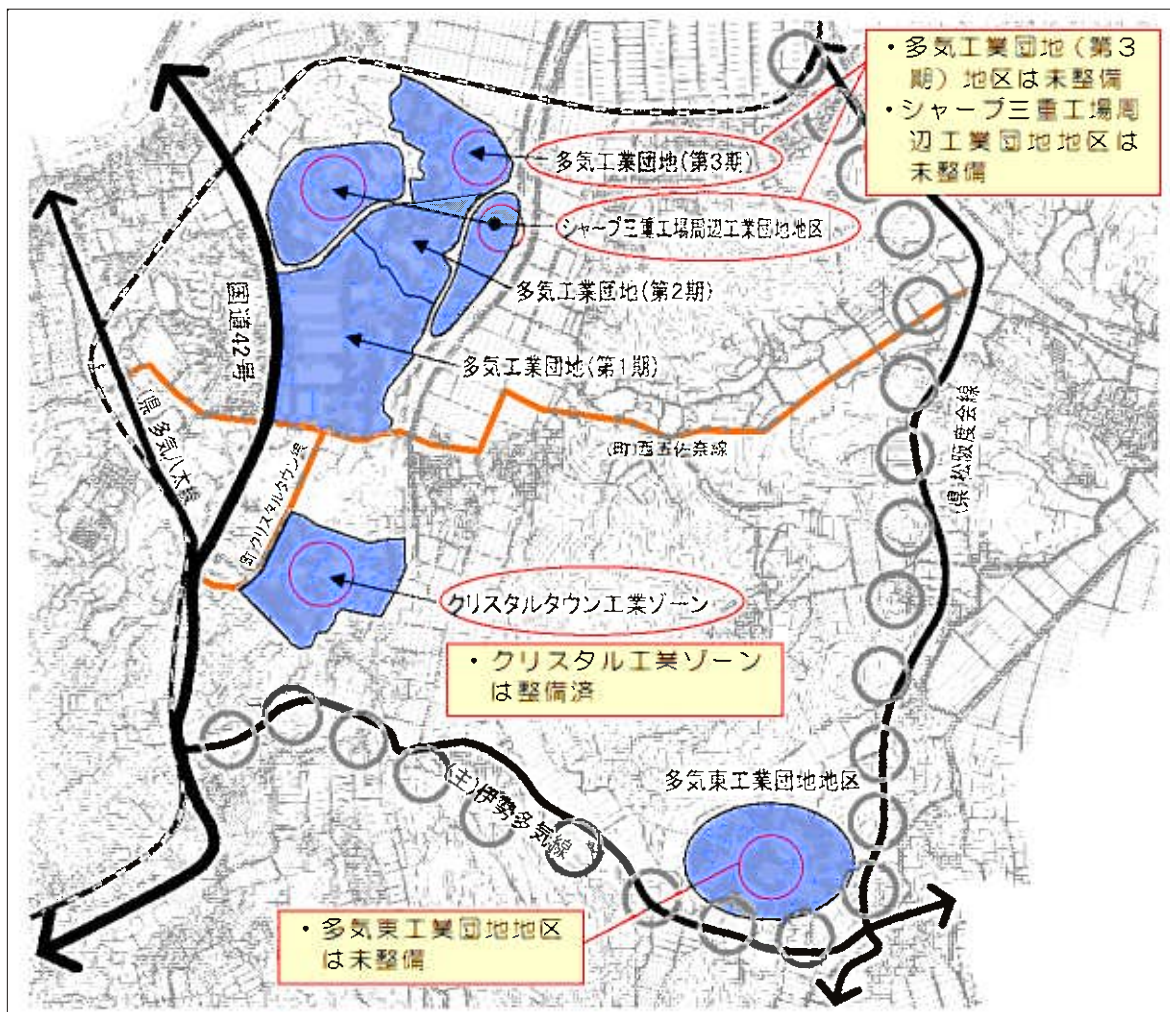 ・多気工業団地(第3
期)地区は未整備
・シャープ三重工場周
辺工業団地地区は
未整備
多気工業団地(第3期)
シャープ三重工場周辺工業団地地区
多気工業団地(第2期)
多気工業団地(第1期)
国道42号
(県)多気八太線
(町)西五佐奈線
(県)松阪度会線
(町)クリスタルタウン線
クリスタルタウン工業ゾーン
・クリスタル工業ゾーン
は整備済
(主)伊勢多気線
多気東工業団地地区
・多気東工業団地地区
は未整備